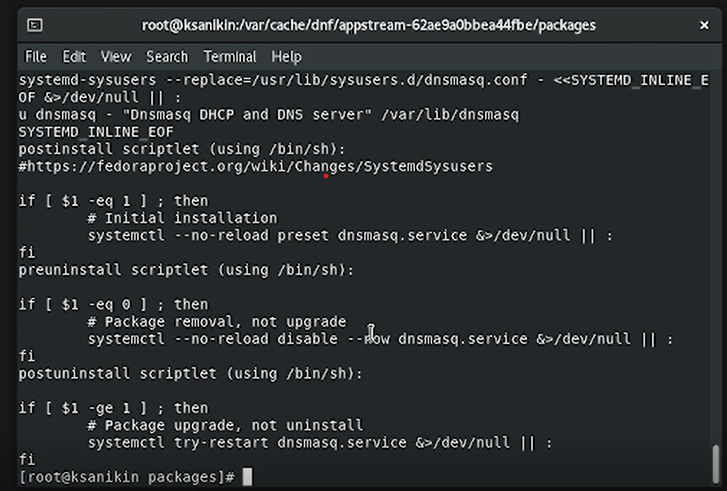 root@ksanikin:/var/cache/dnf/appstream-62ae9a0bbea44fbe/packages
File Edit View Search Terminal Help
systemd-sysusers --replace=/usr/lib/sysusers.d/dnsmasq.conf - <<SYSTEMD_INLINE_E
OF &>/dev/null || :
u dnsmasq - "Dnsmasq DHCP and DNS server" /var/lib/dnsmasq
SYSTEMD_INLINE_EOF
postinstall scriptlet (using /bin/sh):
#https://fedoraproject.org/wiki/Changes/SystemdSysusers
if [ $1 -eq 1 ] ; then
# Initial installation
systemctl --no-reload preset dnsmasq.service &>/dev/null || :
fi
preuninstall scriptlet (using /bin/sh):
if [ $1 -eq 0 ] ; then
# Package removal, not upgrade
systemctl --no-reload disable --now dnsmasq.service &>/dev/null || :
fi
postuninstall scriptlet (using /bin/sh):
if [ $1 -ge 1 ] ; then
# Package upgrade, not uninstall
systemctl try-restart dnsmasq.service &>/dev/null || :
fi
[root@ksanikin packages]#